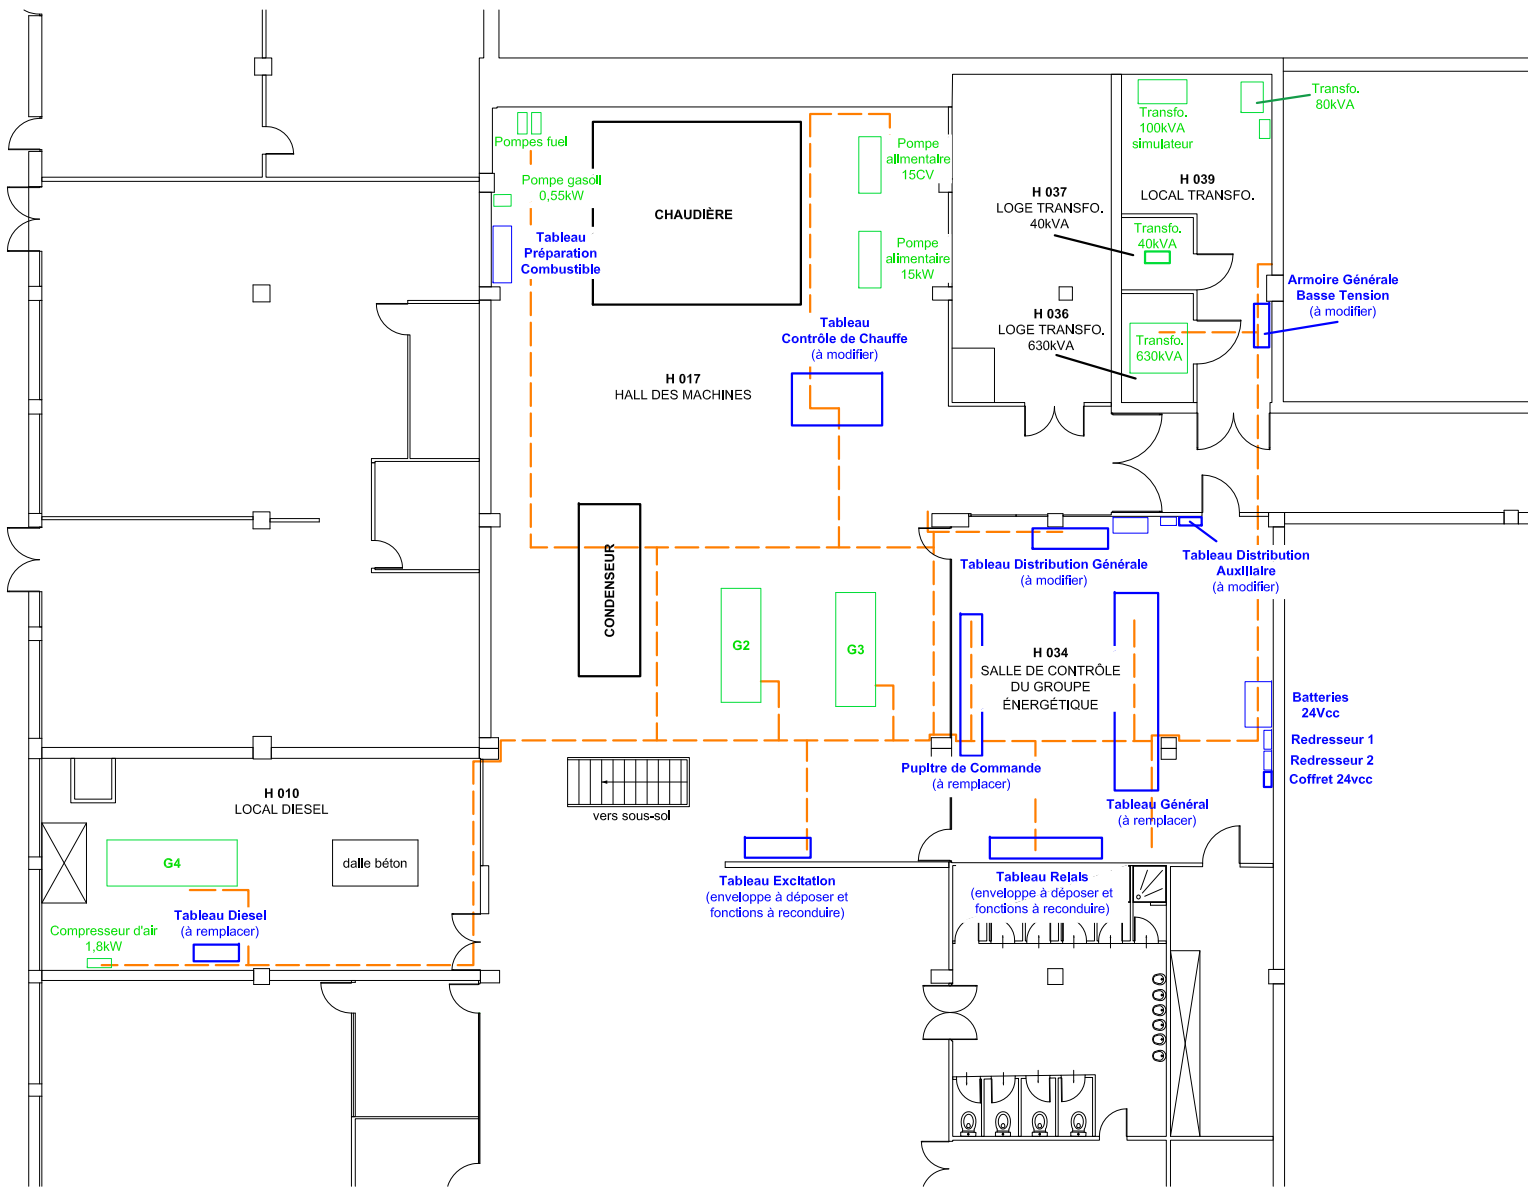 Pompes fuel
Pompe gasoil
0,55kW
Tableau
Préparation
Combustible
CHAUDIÈRE
Pompe
alimentaire
15CV
Pompe
alimentaire
15kW
Tableau
Contrôle de Chauffe
(à modifier)
H 017
HALL DES MACHINES
H 037
LOGE TRANSFO.
40kVA
H 036
LOGE TRANSFO.
630kVA
Transfo.
100kVA
simulateur
Transfo.
80kVA
H 039
LOCAL TRANSFO.
Transfo.
40kVA
Transfo.
630kVA
Armoire Générale
Basse Tension
(à modifier)
CONDENSEUR
G2
G3
Tableau Distribution Générale
(à modifier)
Tableau Distribution
Auxiliaire
(à modifier)
H 034
SALLE DE CONTRÔLE
DU GROUPE
ÉNERGÉTIQUE
Batteries
24Vcc
Redresseur 1
Redresseur 2
Coffret 24vcc
Pupitre de Commande
(à remplacer)
Tableau Général
(à remplacer)
vers sous-sol
H 010
LOCAL DIESEL
G4
dalle béton
Tableau Diesel
(à remplacer)
Compresseur d'air
1,8kW
Tableau Excitation
(enveloppe à déposer et
fonctions à reconduire)
Tableau Relais
(enveloppe à déposer et
fonctions à reconduire)